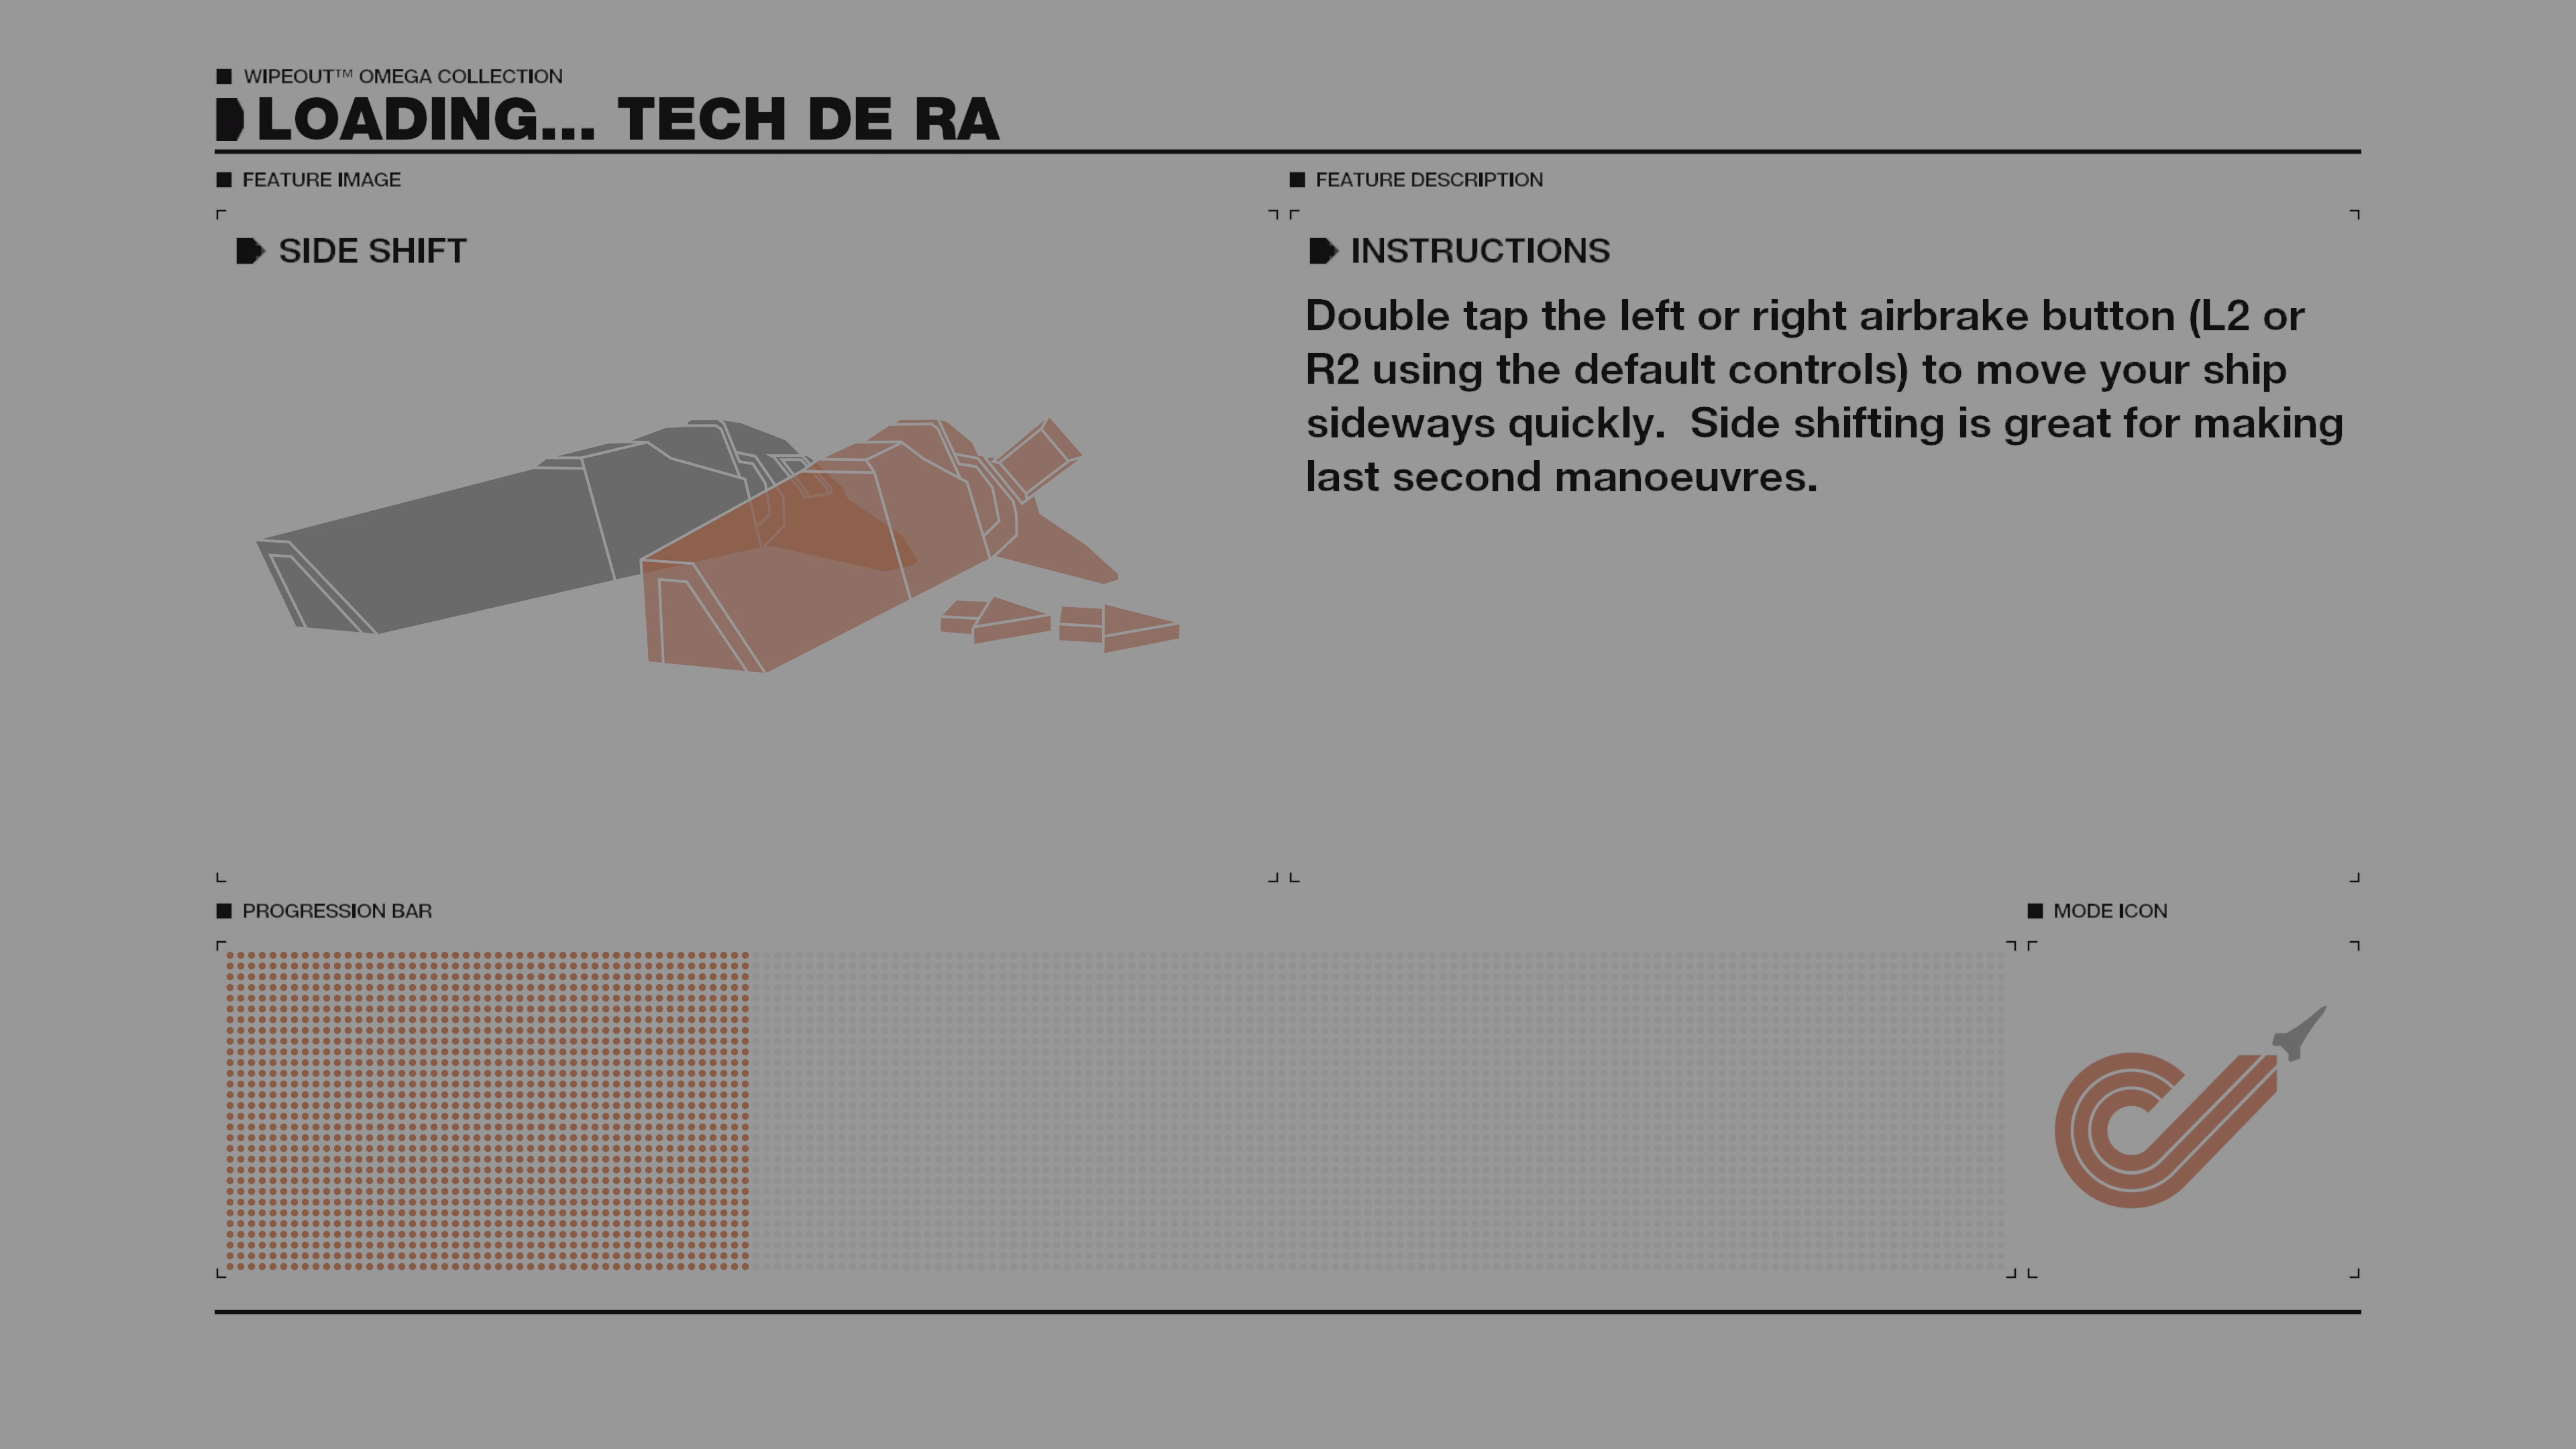 WIPEOUT™ OMEGA COLLECTION
LOADING... TECH DE RA
FEATURE IMAGE
SIDE SHIFT
FEATURE DESCRIPTION
INSTRUCTIONS
Double tap the left or right airbrake button (L2 or
R2 using the default controls) to move your ship
sideways quickly.  Side shifting is great for making
last second manoeuvres.
PROGRESSION BAR
MODE ICON